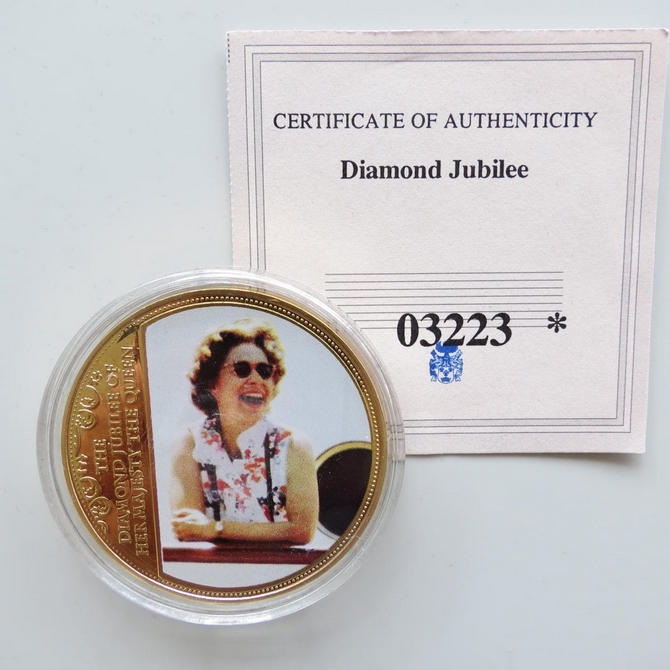 CERTIFICATE OF AUTHENTICITY
Diamond Jubilee
03223 *
THE
DIAMOND JUBILEE OF
HER MAJESTY THE QUEEN